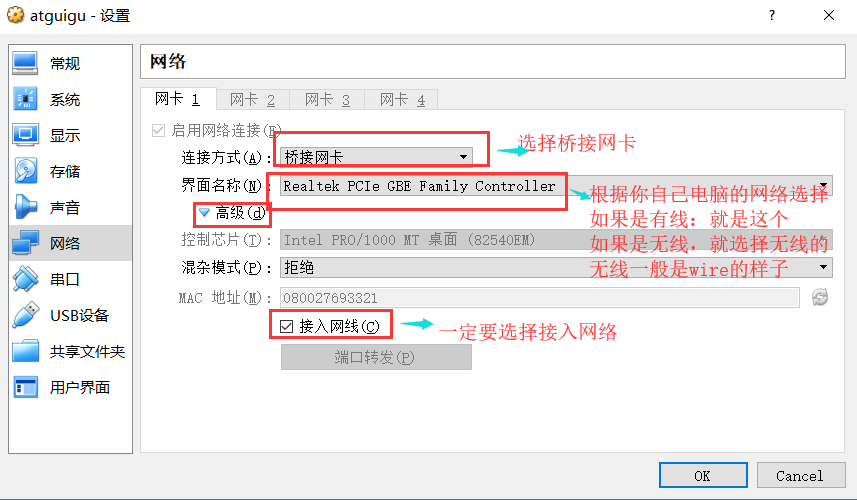 atguigu - 设置
?
常规
系统
显示
存储
声音
网络
串口
USB设备
共享文件夹
用户界面
网络
网卡 1
网卡 2
网卡 3
网卡 4
启用网络连接(E)
连接方式(A): 桥接网卡
选择桥接网卡
界面名称(N): Realtek PCIe GBE Family Controller
根据你自己电脑的网络选择
如果是有线：就是这个
如果是无线，就选择无线的
无线一般是wire的样子
高级(d)
控制芯片(T): Intel PRO/1000 MT 桌面 (82540EM)
混杂模式(P): 拒绝
MAC 地址(M): 080027693321
接入网线(C)
一定要选择接入网络
端口转发(P)
OK
Cancel